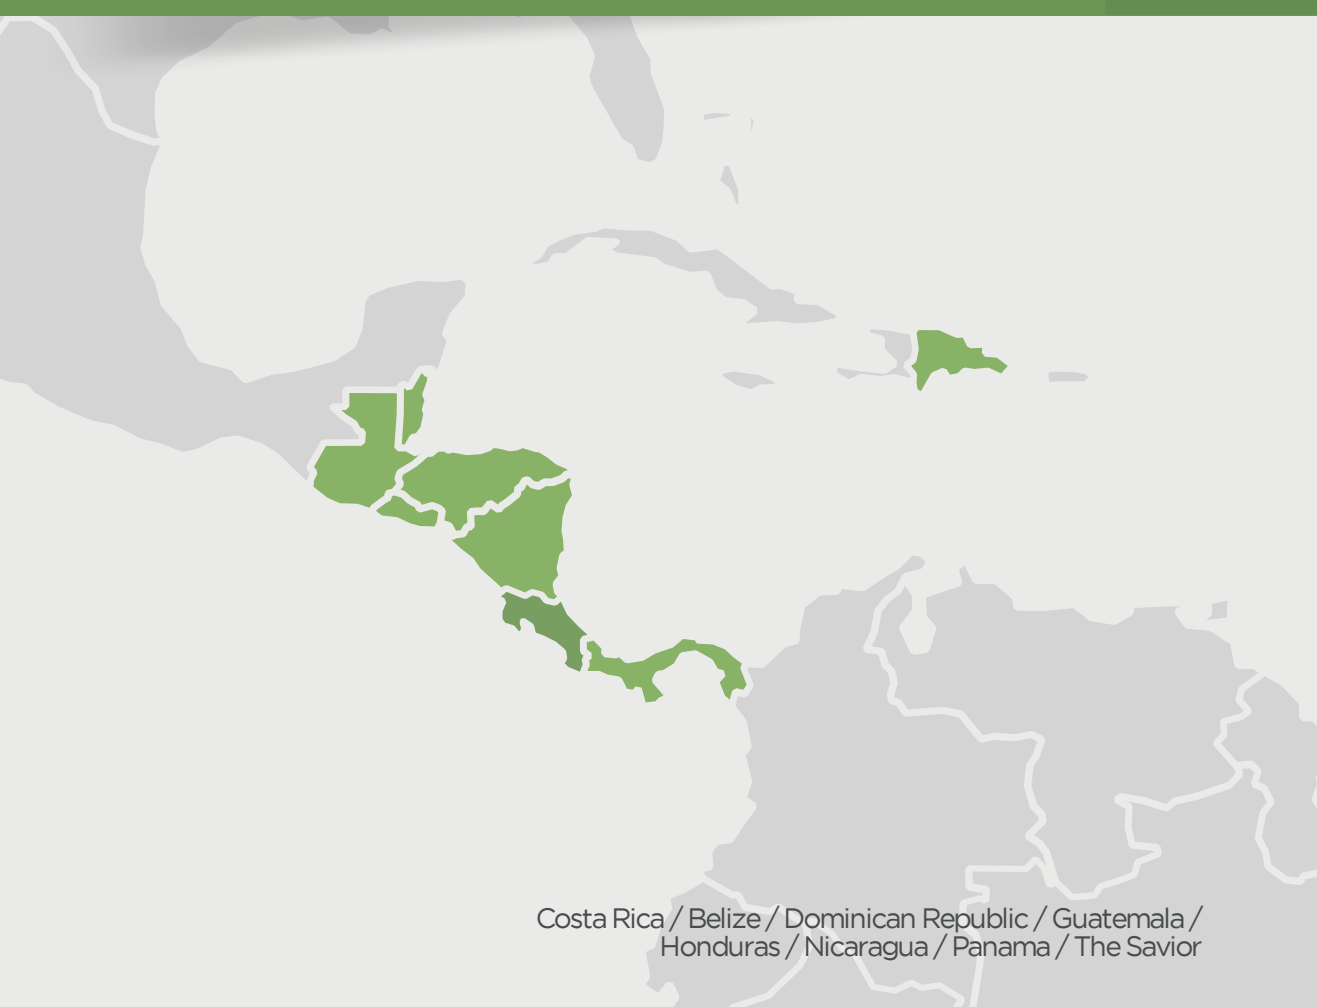 Costa Rica / Belize / Dominican Republic / Guatemala /
Honduras / Nicaragua / Panama / The Savior